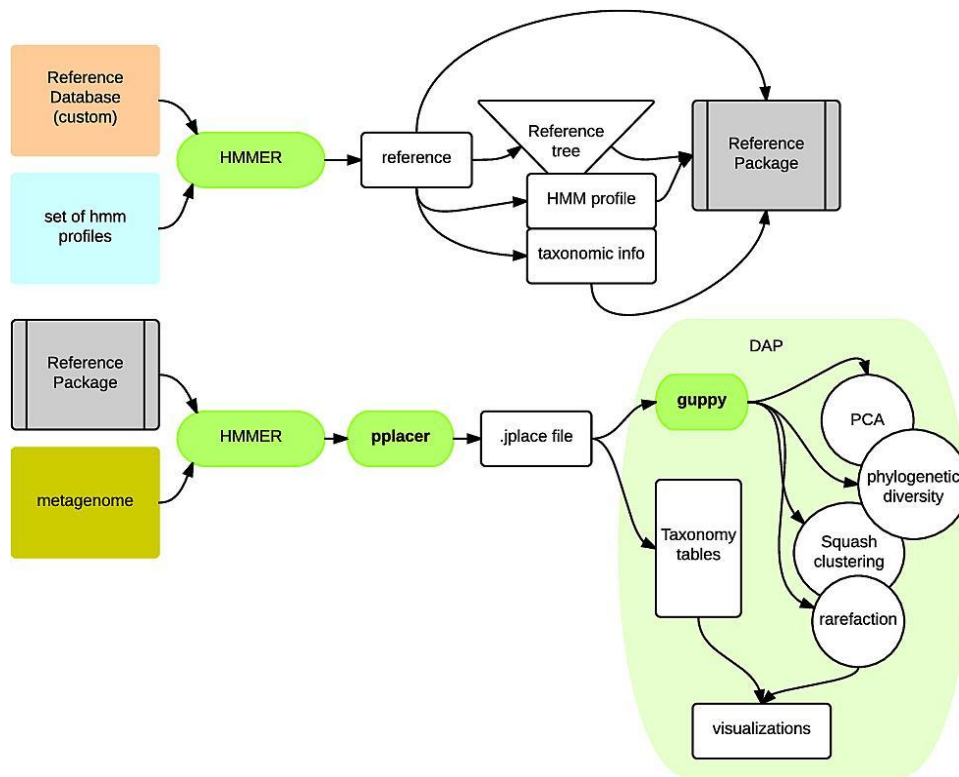 Reference
Database
(custom)
set of hmm
profiles
HMMER
reference
Reference
tree
HMM profile
taxonomic info
Reference
Package
Reference
Package
metagenome
HMMER
pplacer
.jplace file
DAP
guppy
PCA
phylogenetic
diversity
Squash
clustering
rarefaction
Taxonomy
tables
visualizations